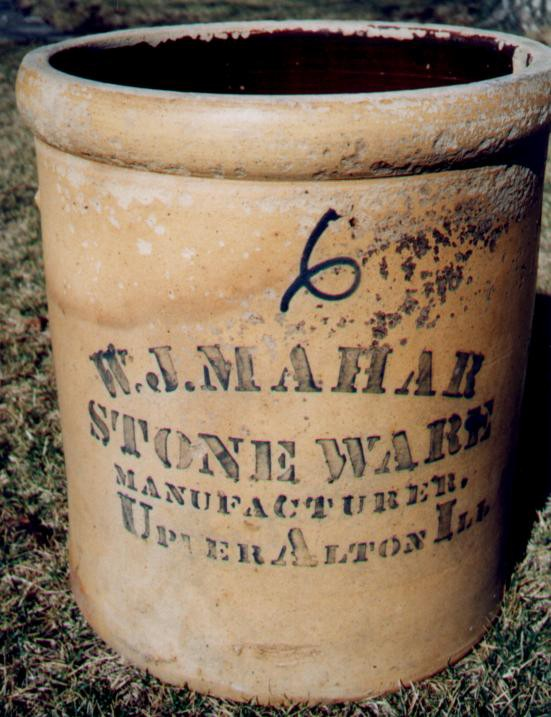 6
W.J. MAHAR
STONE WARE
MANUFACTURER.
UPPER ALTON ILL